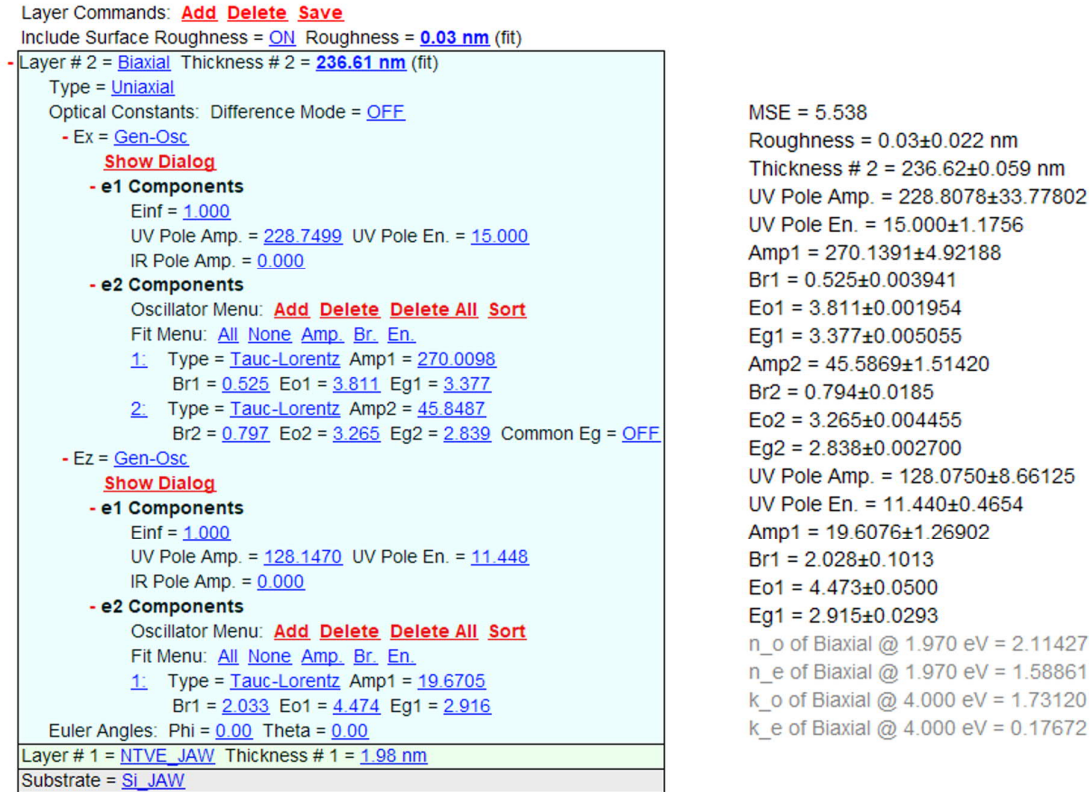 Layer Commands: Add Delete Save
Include Surface Roughness = ON Roughness = 0.03 nm (fit)
- Layer # 2 = Biaxial Thickness # 2 = 236.61 nm (fit)
Type = Uniaxial
Optical Constants: Difference Mode = OFF
- Ex = Gen-Osc
Show Dialog
- e1 Components
Einf = 1.000
UV Pole Amp. = 228.7499 UV Pole En. = 15.000
IR Pole Amp. = 0.000
- e2 Components
Oscillator Menu: Add Delete Delete All Sort
Fit Menu: All None Amp. Br. En.
1: Type = Tauc-Lorentz Amp1 = 270.0098
Br1 = 0.525 Eo1 = 3.811 Eg1 = 3.377
2: Type = Tauc-Lorentz Amp2 = 45.8487
Br2 = 0.797 Eo2 = 3.265 Eg2 = 2.839 Common Eg = OFF
- Ez = Gen-Osc
Show Dialog
- e1 Components
Einf = 1.000
UV Pole Amp. = 128.1470 UV Pole En. = 11.448
IR Pole Amp. = 0.000
- e2 Components
Oscillator Menu: Add Delete Delete All Sort
Fit Menu: All None Amp. Br. En.
1: Type = Tauc-Lorentz Amp1 = 19.6705
Br1 = 2.033 Eo1 = 4.474 Eg1 = 2.916
Euler Angles: Phi = 0.00 Theta = 0.00
Layer # 1 = NTVE_JAW Thickness # 1 = 1.98 nm
Substrate = Si_JAW
MSE = 5.538
Roughness = 0.03±0.022 nm
Thickness # 2 = 236.62±0.059 nm
UV Pole Amp. = 228.8078±33.77802
UV Pole En. = 15.000±1.1756
Amp1 = 270.1391±4.92188
Br1 = 0.525±0.003941
Eo1 = 3.811±0.001954
Eg1 = 3.377±0.005055
Amp2 = 45.5869±1.51420
Br2 = 0.794±0.0185
Eo2 = 3.265±0.004455
Eg2 = 2.838±0.002700
UV Pole Amp. = 128.0750±8.66125
UV Pole En. = 11.440±0.4654
Amp1 = 19.6076±1.26902
Br1 = 2.028±0.1013
Eo1 = 4.473±0.0500
Eg1 = 2.915±0.0293
n_o of Biaxial @ 1.970 eV = 2.11427
n_e of Biaxial @ 1.970 eV = 1.58861
k_o of Biaxial @ 4.000 eV = 1.73120
k_e of Biaxial @ 4.000 eV = 0.17672